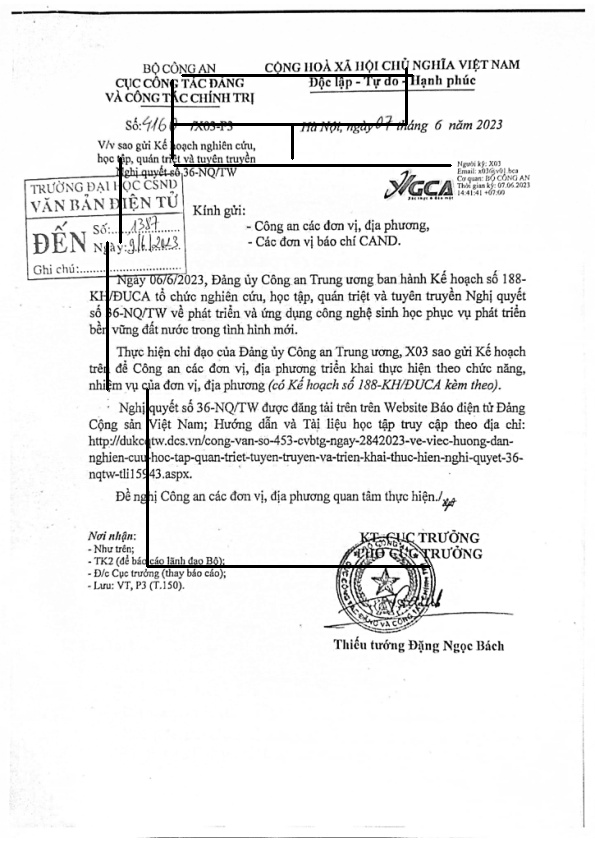 BỘ CÔNG AN
CỤC CÔNG TÁC ĐẢNG
VÀ CÔNG TÁC CHÍNH TRỊ
CỘNG HOÀ XÃ HỘI CHỦ NGHĨA VIỆT NAM
Độc lập - Tự do - Hạnh phúc
Số: /X03-P3
Hà Nội, ngày 07 tháng 6 năm 2023
V/v sao gửi Kế hoạch nghiên cứu,
học tập, quán triệt và tuyên truyền
Nghị quyết số 36-NQ/TW
Người ký: X03
Cơ quan: BỘ CÔNG AN
Thời gian ký: 07.06.2023
14:41:41 +07:00
TRƯỜNG ĐẠI HỌC CSND
VĂN BẢN ĐIỆN TỬ
ĐẾN
Số: 1387
Ngày: 9/6/2023
Ghi chú:
Kính gửi:
- Công an các đơn vị, địa phương,
- Các đơn vị báo chí CAND.
Ngày 06/6/2023, Đảng ủy Công an Trung ương ban hành Kế hoạch số 188-
KH/ĐUCA tổ chức nghiên cứu, học tập, quán triệt và tuyên truyền Nghị quyết
số 36-NQ/TW về phát triển và ứng dụng công nghệ sinh học phục vụ phát triển
bền vững đất nước trong tình hình mới.
Thực hiện chỉ đạo của Đảng ủy Công an Trung ương, X03 sao gửi Kế hoạch
trên để Công an các đơn vị, địa phương triển khai thực hiện theo chức năng,
nhiệm vụ của đơn vị, địa phương (có Kế hoạch số 188-KH/ĐUCA kèm theo).
Nghị quyết số 36-NQ/TW được đăng tải trên trên Website Báo điện tử Đảng
Cộng sản Việt Nam; Hướng dẫn và Tài liệu học tập truy cập theo địa chỉ:
http://dukcqtw.dcs.vn/cong-van-so-453-cvbtg-ngay-2842023-ve-viec-huong-dan-
nghien-cuu-hoc-tap-quan-triet-tuyen-truyen-va-trien-khai-thuc-hien-nghi-quyet-36-
Đề nghị Công an các đơn vị, địa phương quan tâm thực hiện./.
Nơi nhận:
- Như trên;
- TK2 (để báo cáo lãnh đạo Bộ);
- Đ/c Cục trưởng (thay báo cáo);
- Lưu: VT, P3 (T.150).
KT. CỤC TRƯỞNG
PHÓ CỤC TRƯỞNG
Thiếu tướng Đặng Ngọc Bách